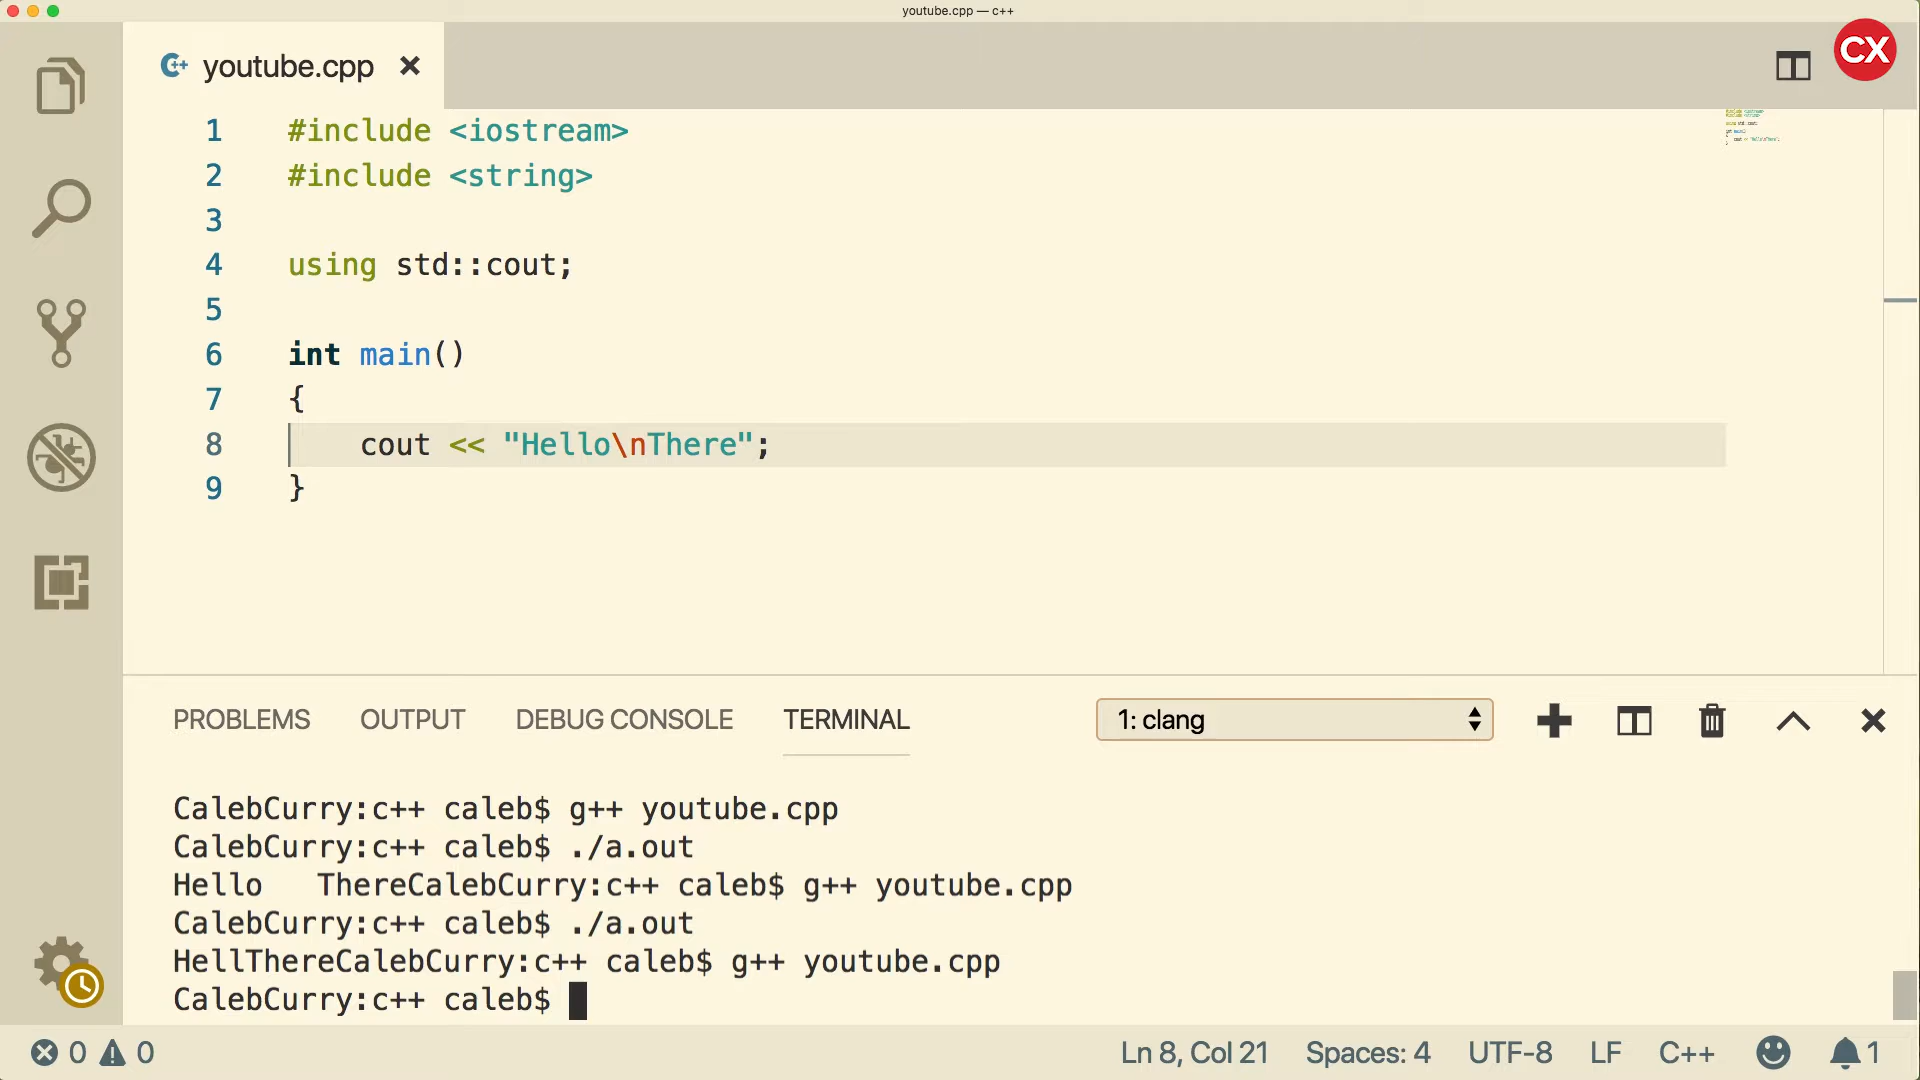 youtube.cpp — c++
youtube.cpp
CX
1 #include <iostream>
2 #include <string>
3
4 using std::cout;
5
6 int main()
7 {
8     cout << "Hello\nThere";
9 }
PROBLEMS OUTPUT DEBUG CONSOLE TERMINAL 1: clang
CalebCurry:c++ caleb$ g++ youtube.cpp
CalebCurry:c++ caleb$ ./a.out
Hello   ThereCalebCurry:c++ caleb$ g++ youtube.cpp
CalebCurry:c++ caleb$ ./a.out
HellThereCalebCurry:c++ caleb$ g++ youtube.cpp
CalebCurry:c++ caleb$
0 0 Ln 8, Col 21 Spaces: 4 UTF-8 LF C++ 1